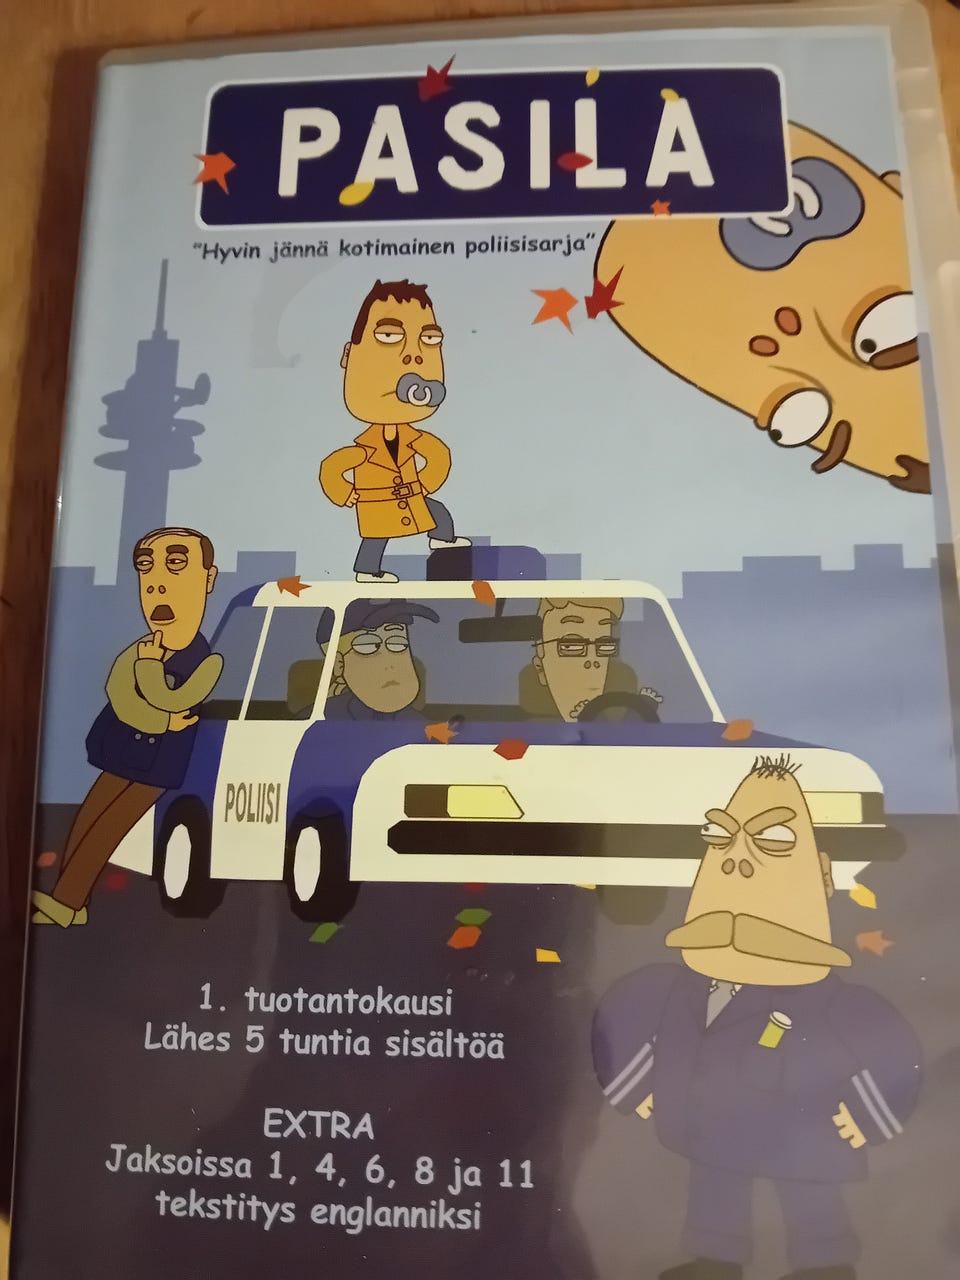 PASILA
"Hyvin jännä kotimainen poliisisarja"
POLIISI
1. tuotantokausi
Lähes 5 tuntia sisältöä
EXTRA
Jaksoissa 1, 4, 6, 8 ja 11
tekstitys englanniksi